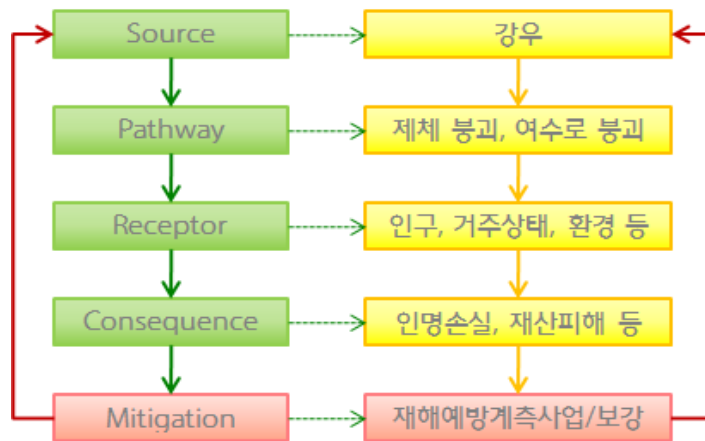 Source
강우
Pathway
제체 붕괴, 여수로 붕괴
Receptor
인구, 거주상태, 환경 등
Consequence
인명손실, 재산피해 등
Mitigation
재해예방계측사업/보강